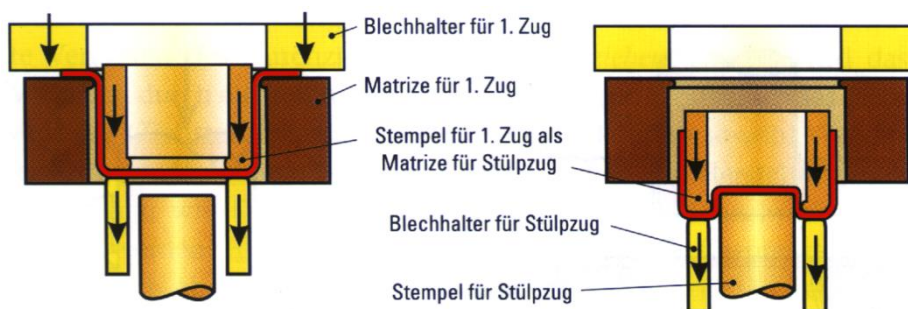 Blechhalter für 1. Zug
Matrize für 1. Zug
Stempel für 1. Zug als
Matrize für Stülpzug
Blechhalter für Stülpzug
Stempel für Stülpzug